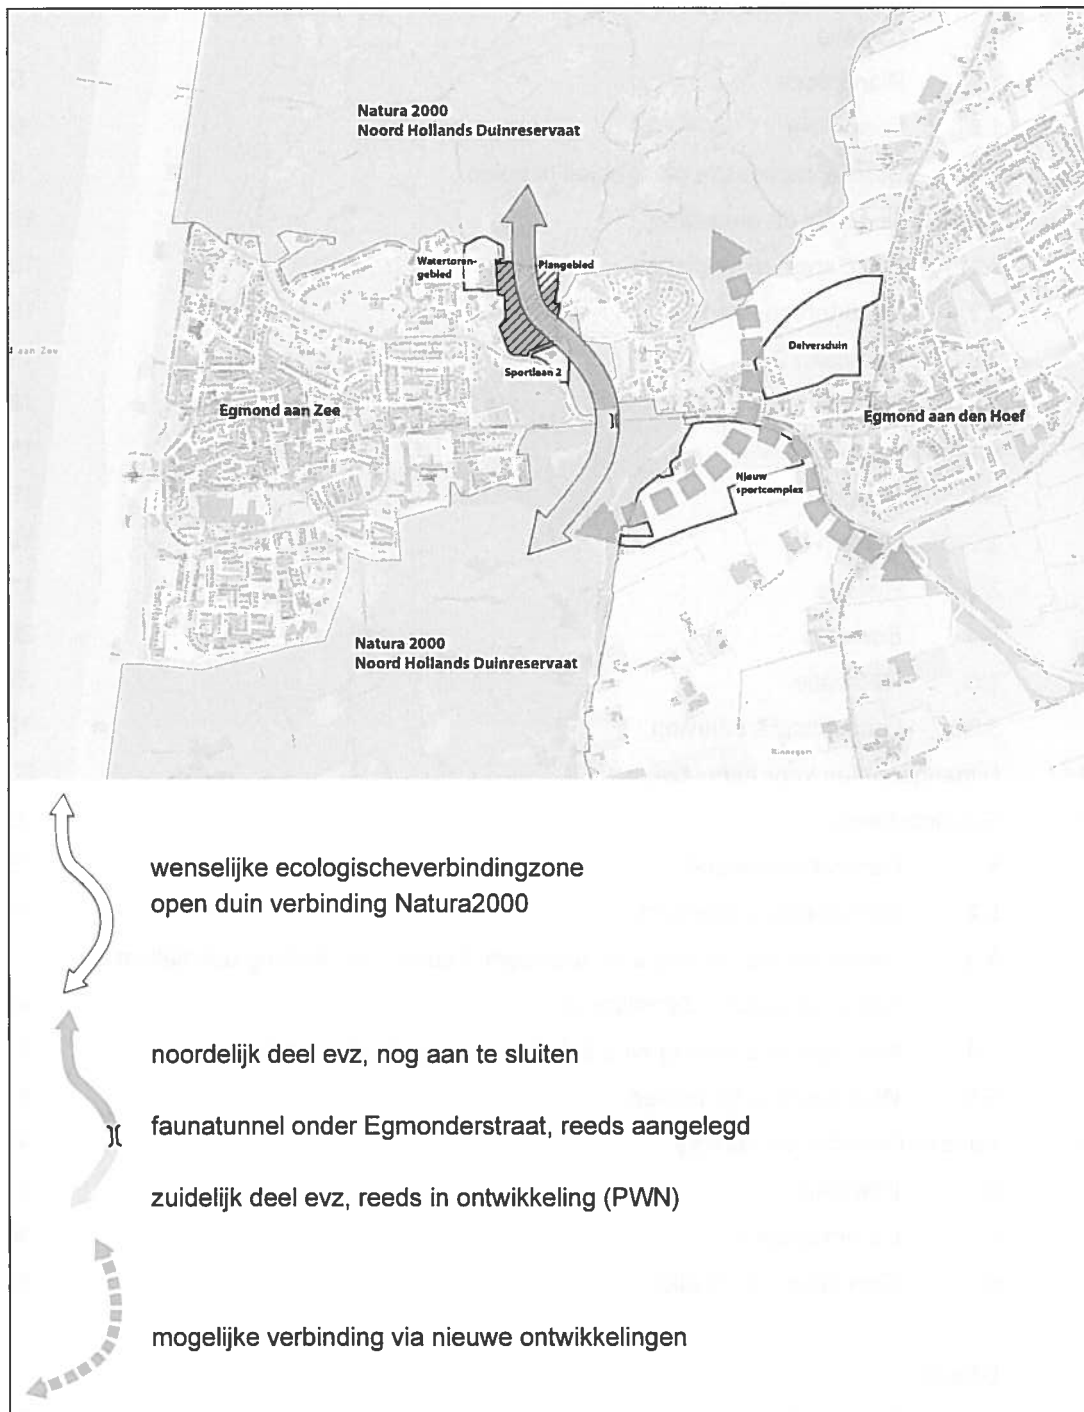 Natura 2000
Noord Hollands Duinreservaat
Watertoren-
gebied
Plangebied
Sportlaan 2
Delversduin
Egmond aan Zee
Egmond aan den Hoef
Nieuw
sportcomplex
Natura 2000
Noord Hollands Duinreservaat
wenselijke ecologischeverbindingzone
open duin verbinding Natura2000
noordelijk deel evz, nog aan te sluiten
faunatunnel onder Egmonderstraat, reeds aangelegd
zuidelijk deel evz, reeds in ontwikkeling (PWN)
mogelijke verbinding via nieuwe ontwikkelingen